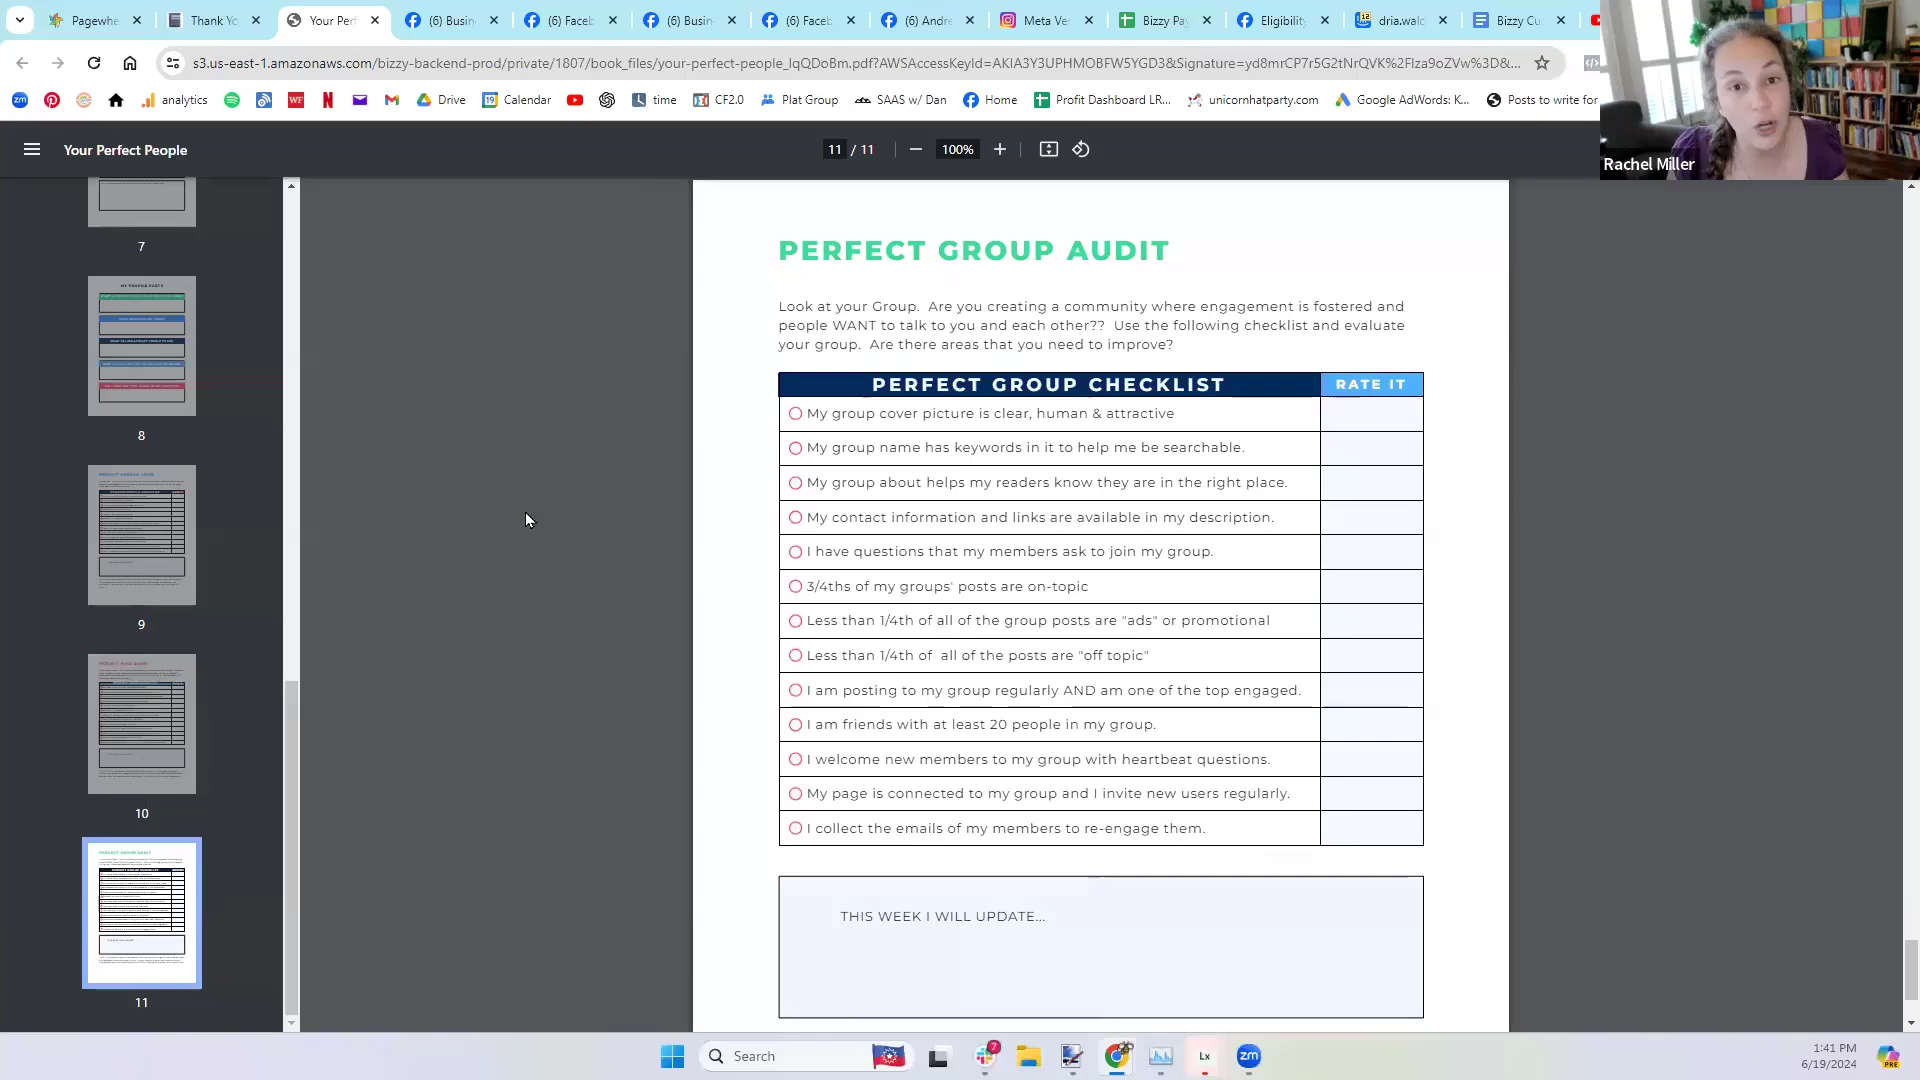 Pagewhe
Thank Yo
Your Perf
(6) Busin
(6) Faceb
(6) Busin
(6) Faceb
(6) Andre
Meta Ve
Bizzy Pay
Eligibility
dria.walc
Bizzy Cu
s3.us-east-1.amazonaws.com/bizzy-backend-prod/private/1807/book_files/your-perfect-people_lqQDoBm.pdf?AWSAccessKeyId=AKIA3Y3UPHMOBFW5YGD3&Signature=yd8mrCP7r5G2tNrQVK%2FIza9oZVw%3D&...
analytics
Drive
Calendar
time
CF2.0
Plat Group
SAAS w/ Dan
Home
Profit Dashboard LR...
unicornhatparty.com
Google AdWords: K...
Posts to write for
Rachel Miller
Your Perfect People
11 / 11
100%
7
8
9
10
11
PERFECT GROUP AUDIT
Look at your Group. Are you creating a community where engagement is fostered and
people WANT to talk to you and each other?? Use the following checklist and evaluate
your group. Are there areas that you need to improve?
PERFECT GROUP CHECKLIST RATE IT
My group cover picture is clear, human & attractive
My group name has keywords in it to help me be searchable.
My group about helps my readers know they are in the right place.
My contact information and links are available in my description.
I have questions that my members ask to join my group.
3/4ths of my groups' posts are on-topic
Less than 1/4th of all of the group posts are "ads" or promotional
Less than 1/4th of all of the posts are "off topic"
I am posting to my group regularly AND am one of the top engaged.
I am friends with at least 20 people in my group.
I welcome new members to my group with heartbeat questions.
My page is connected to my group and I invite new users regularly.
I collect the emails of my members to re-engage them.
THIS WEEK I WILL UPDATE...
Search
7
Lx
zm
1:41 PM
6/19/2024